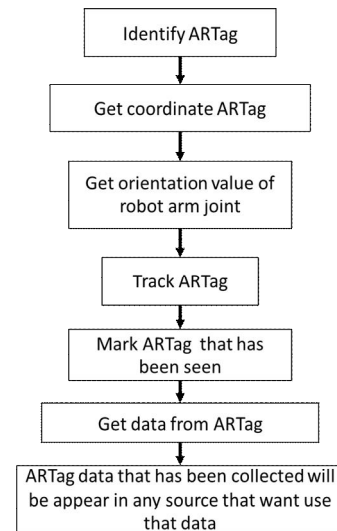 Identify ARTag
Get coordinate ARTag
Get orientation value of
robot arm joint
Track ARTag
Mark ARTag that has
been seen
Get data from ARTag
ARTag data that has been collected will
be appear in any source that want use
that data